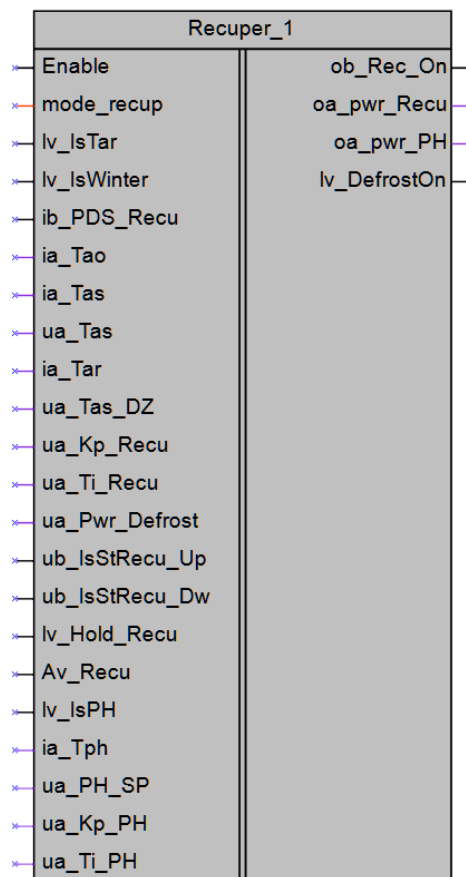 Recuper_1
Enable
ob_Rec_On
mode_recup
oa_pwr_Recu
lv_IsTar
oa_pwr_PH
lv_IsWinter
lv_DefrostOn
ib_PDS_Recu
ia_Tao
ia_Tas
ua_Tas
ia_Tar
ua_Tas_DZ
ua_Kp_Recu
ua_Ti_Recu
ua_Pwr_Defrost
ub_IsStRecu_Up
ub_IsStRecu_Dw
lv_Hold_Recu
Av_Recu
lv_IsPH
ia_Tph
ua_PH_SP
ua_Kp_PH
ua_Ti_PH